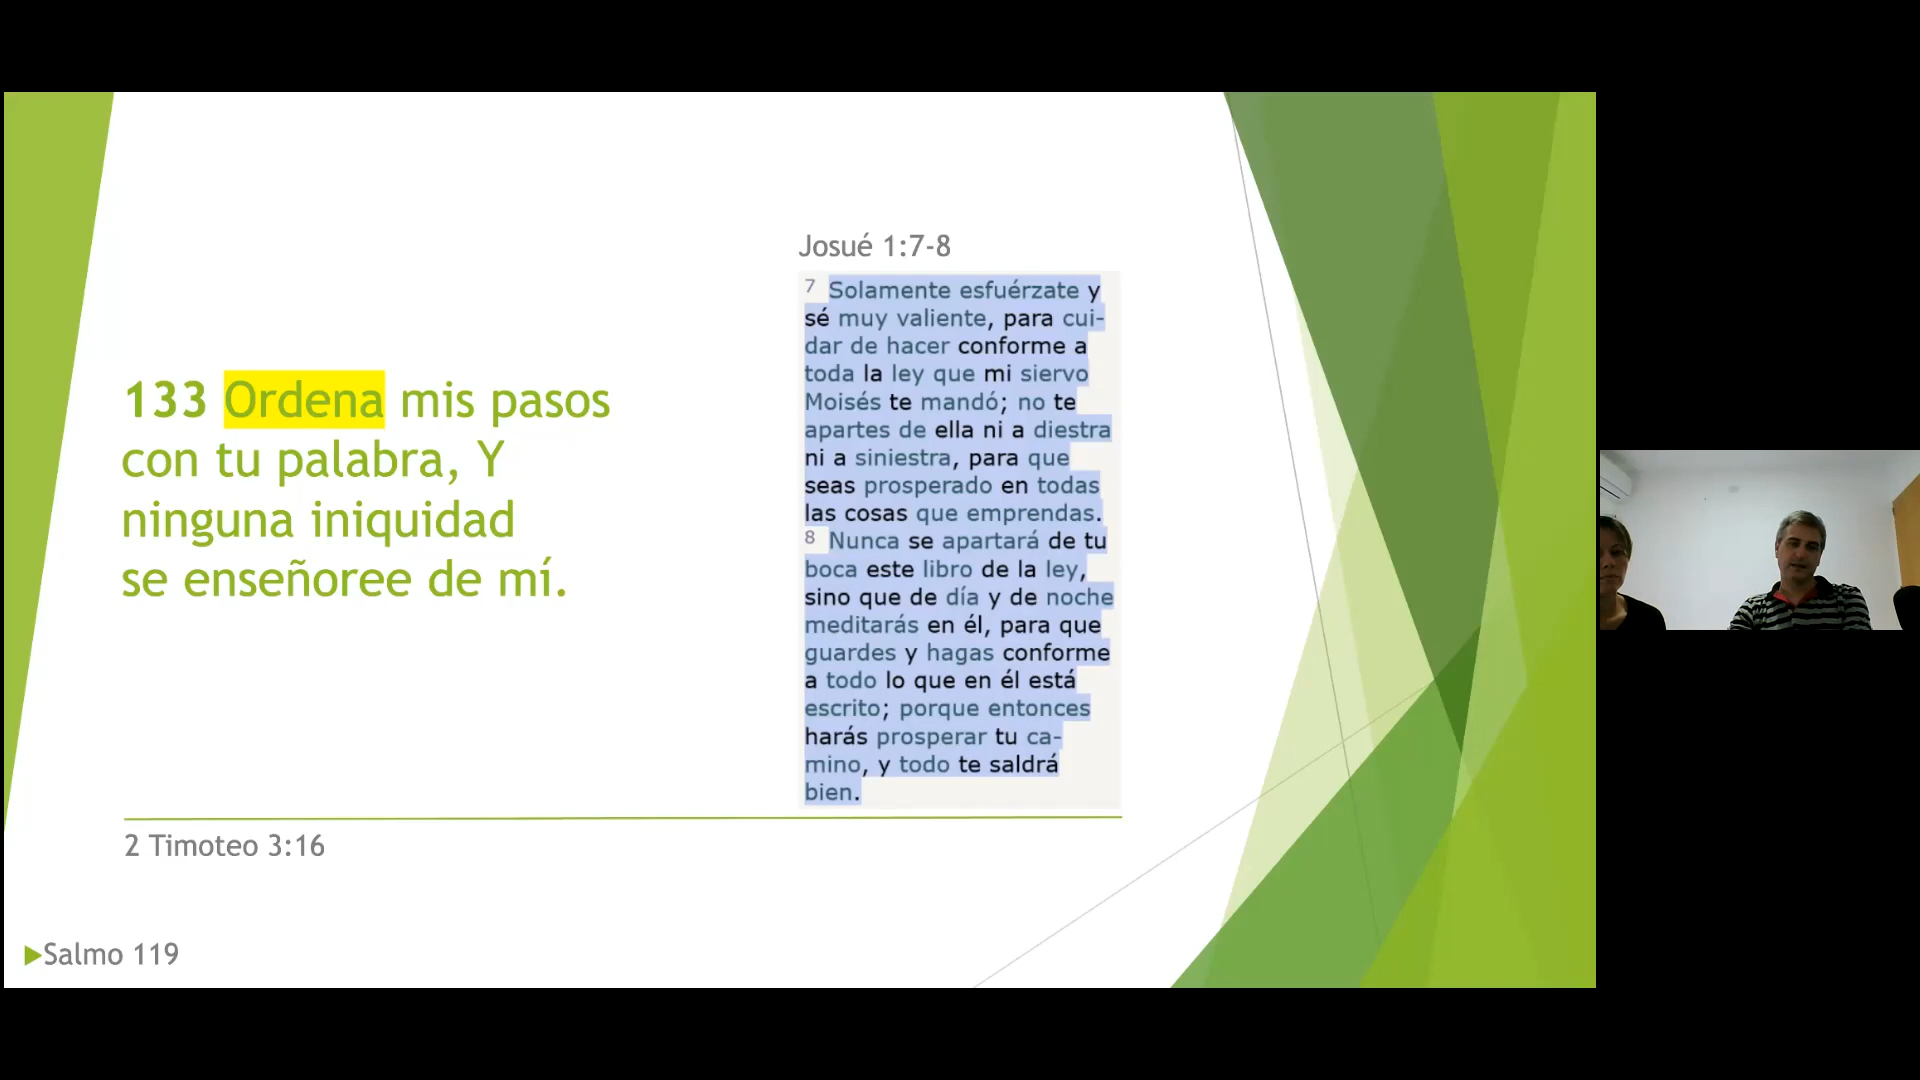 133 Ordena mis pasos
con tu palabra, Y
ninguna iniquidad
se enseñoree de mí.
Josué 1:7-8
7 Solamente esfuérzate y
sé muy valiente, para cui-
dar de hacer conforme a
toda la ley que mi siervo
Moisés te mandó; no te
apartes de ella ni a diestra
ni a siniestra, para que
seas prosperado en todas
las cosas que emprendas.
8 Nunca se apartará de tu
boca este libro de la ley,
sino que de día y de noche
meditarás en él, para que
guardes y hagas conforme
a todo lo que en él está
escrito; porque entonces
harás prosperar tu ca-
mino, y todo te saldrá
bien.
2 Timoteo 3:16
Salmo 119